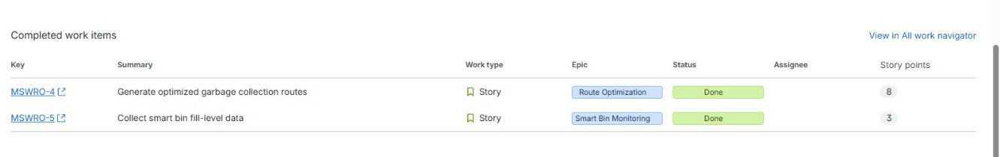 Completed work items
View in All work navigator
Key Summary Work type Epic Status Assignee Story points
MSWRO-4 Generate optimized garbage collection routes Story Route Optimization Done 8
MSWRO-5 Collect smart bin fill-level data Story Smart Bin Monitoring Done 3